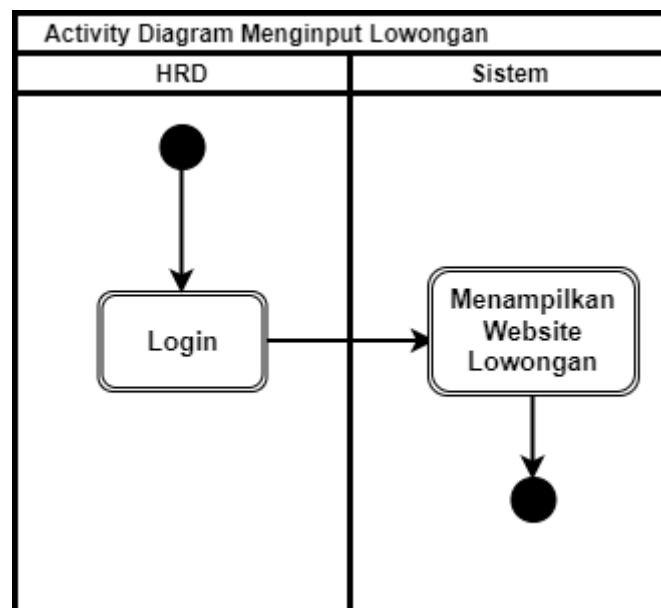 Activity Diagram Menginput Lowongan
HRD
Sistem
Login
Menampilkan
Website
Lowongan